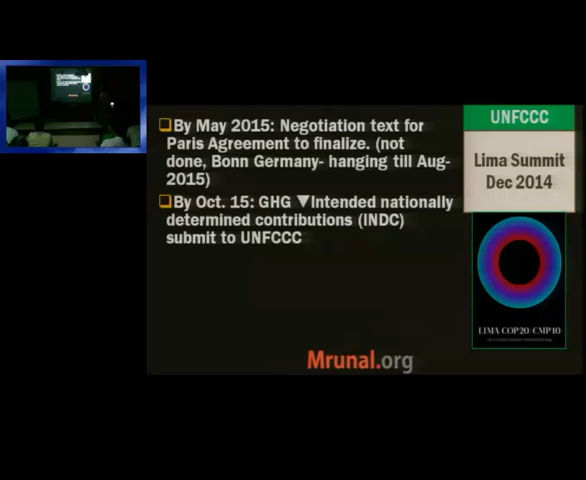 ❑By May 2015: Negotiation text for
Paris Agreement to finalize. (not
done, Bonn Germany- hanging till Aug-
2015)
❑By Oct. 15: GHG ▼Intended nationally
determined contributions (INDC)
submit to UNFCCC
UNFCCC
Lima Summit
Dec 2014
LIMA COP20/CMP10
Mrunal.org